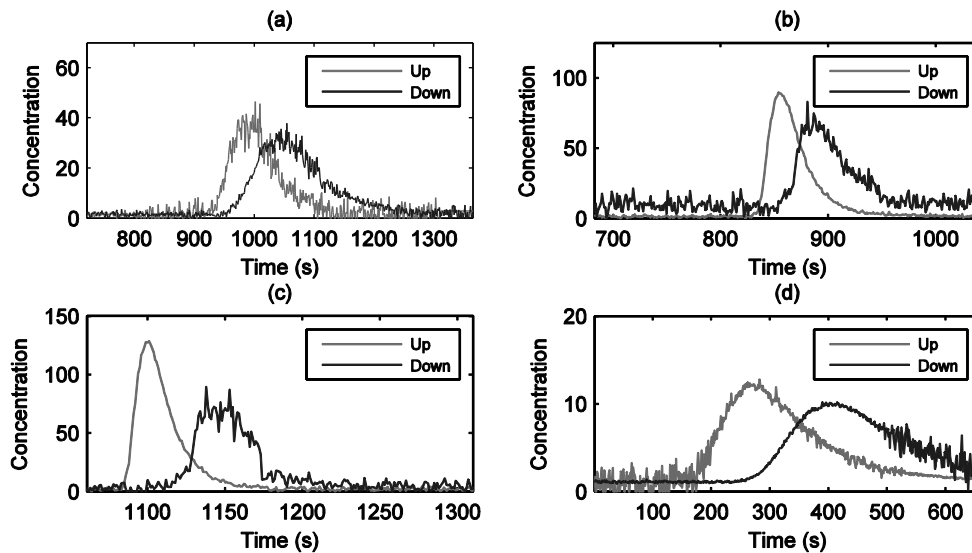 (a)
60
40
20
0
Concentration
Up
Down
800 900 1000 1100 1200 1300
Time (s)
(b)
100
50
0
Concentration
Up
Down
700 800 900 1000
Time (s)
(c)
150
100
50
0
Concentration
Up
Down
1100 1150 1200 1250 1300
Time (s)
(d)
20
10
0
Concentration
Up
Down
100 200 300 400 500 600
Time (s)